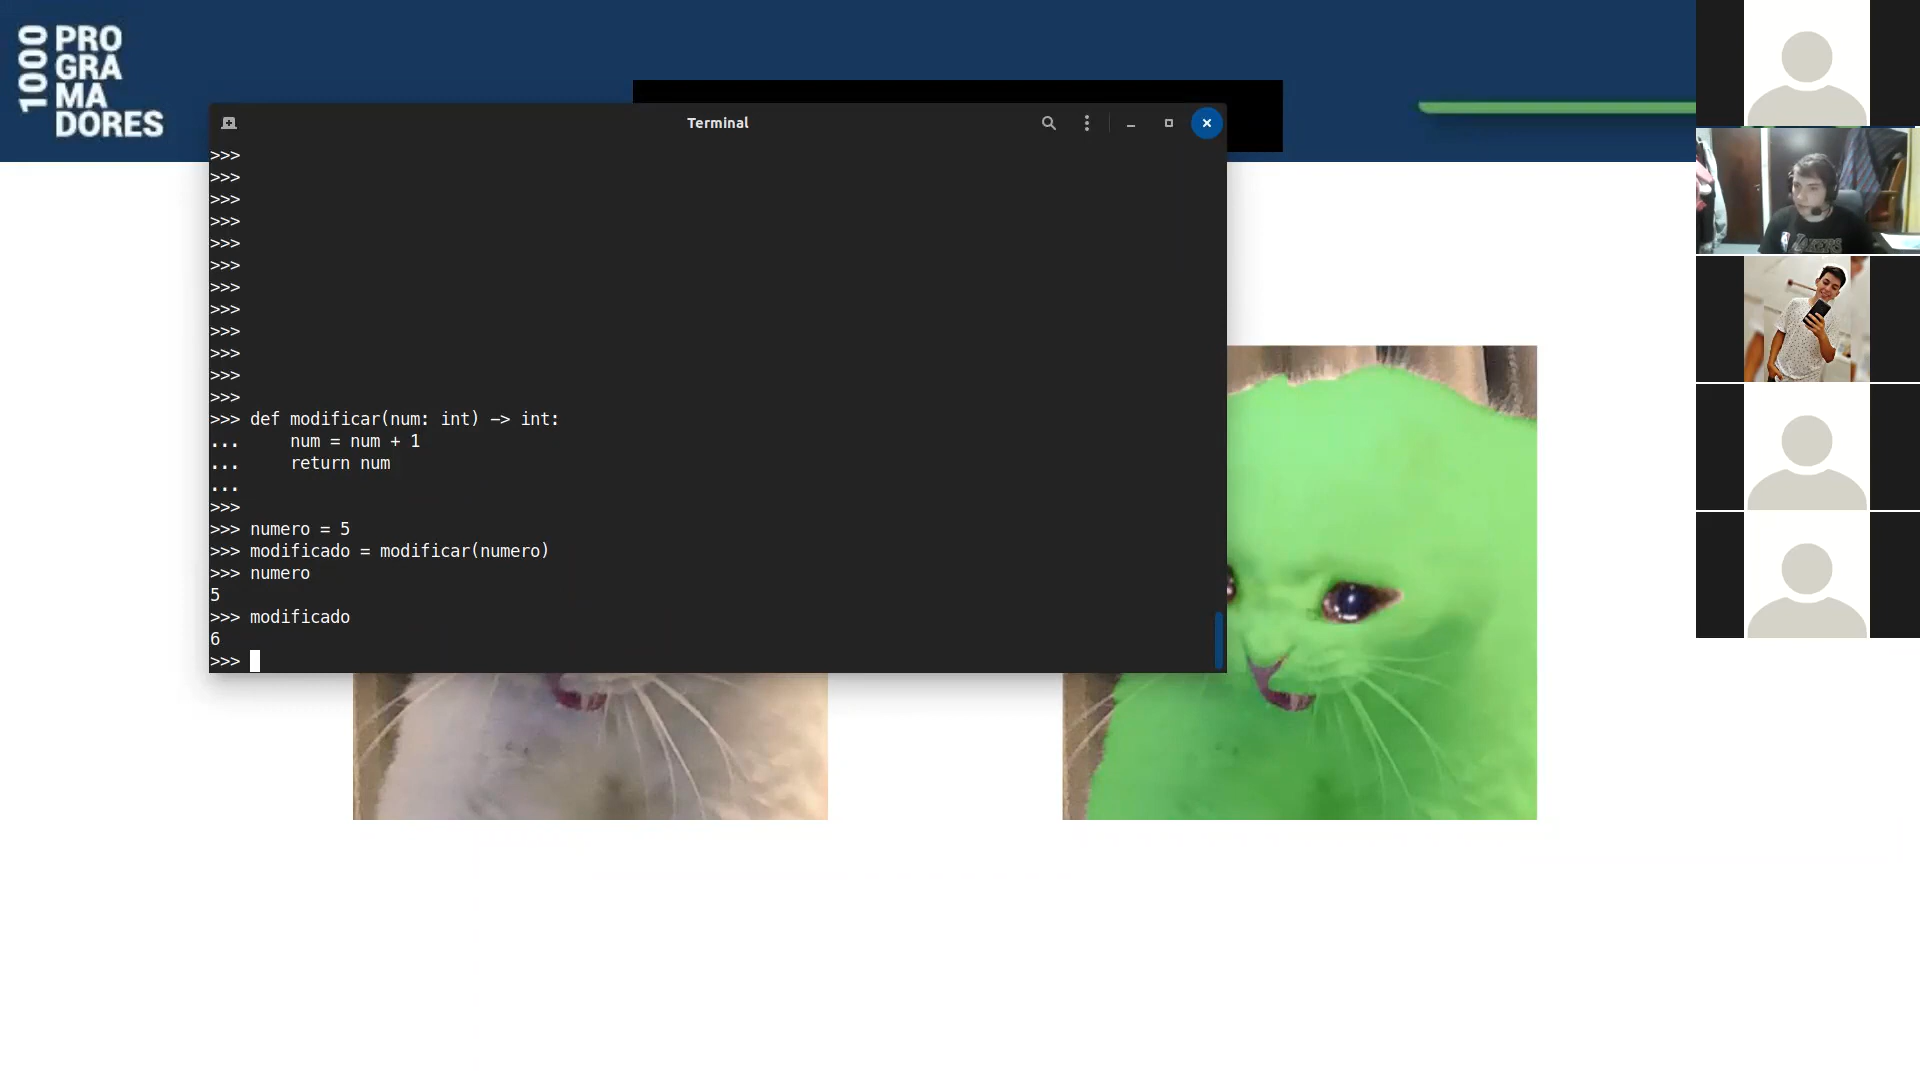 1000
PRO
GRA
MA
DORES
Terminal
>>>
>>>
>>>
>>>
>>>
>>>
>>>
>>>
>>>
>>>
>>>
>>>
>>> def modificar(num: int) -> int:
...     num = num + 1
...     return num
...
>>>
>>> numero = 5
>>> modificado = modificar(numero)
>>> numero
5
>>> modificado
6
>>>
LAKERS